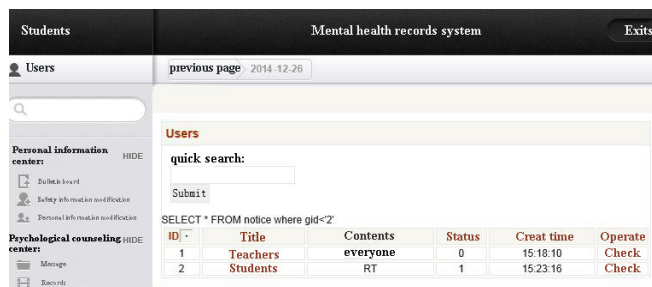 Students
Mental health records system
Exits
Users
previous page
2014-12-26
Personal information center:
HIDE
Bulletin board
Safety information modification
Personal information modification
Psychological counseling center:
HIDE
Message
Records
Users
quick search:
Submit
SELECT * FROM notice where gid<'2'
ID Title Contents Status Creat time Operate
1 Teachers everyone 0 15:18:10 Check
2 Students RT 1 15:23:16 Check